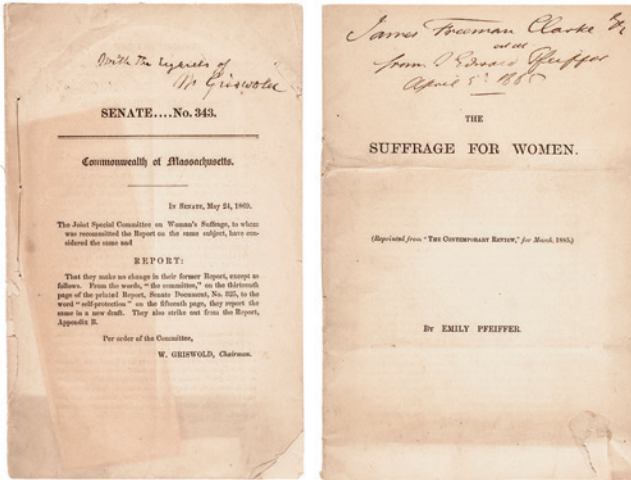 With the regards of
W. Griswold
SENATE....No. 343.
Commonwealth of Massachusetts.
IN SENATE, May 24, 1869.
The Joint Special Committee on Woman's Suffrage, to whom
was recommitted the Report on the same subject, have con-
sidered the same and
REPORT:
That they make no change in their former Report, except as
follows. From the words, "the committee," on the thirteenth
page of the printed Report, Senate Document, No. 325, to the
word "self-protection" on the fifteenth page, they report the
same in a new draft. They also strike out from the Report,
Appendix B.
Per order of the Committee,
W. GRISWOLD, Chairman.
James Freeman Clarke
from J Edward Pfeiffer
April 5. 1885
THE
SUFFRAGE FOR WOMEN.
(Reprinted from "THE CONTEMPORARY REVIEW," for March, 1885.)
BY EMILY PFEIFFER.